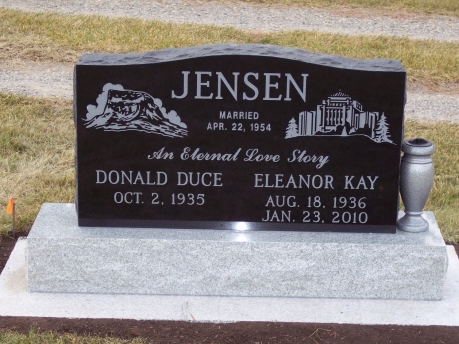 JENSEN
MARRIED
APR. 22, 1954
An Eternal Love Story
DONALD DUCE ELEANOR KAY
OCT. 2, 1935 AUG. 18, 1936
JAN. 23, 2010